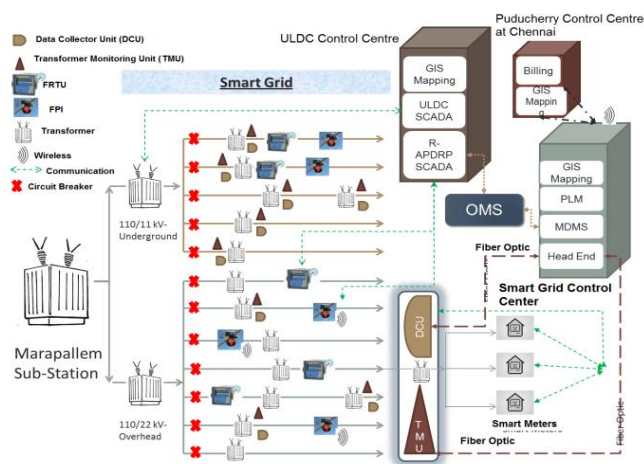 Data Collector Unit (DCU)
Transformer Monitoring Unit (TMU)
FRTU
FPI
Transformer
Wireless
Communication
Circuit Breaker
Smart Grid
ULDC Control Centre
GIS
Mapping
ULDC
SCADA
R-
APDRP
SCADA
Puducherry Control Centre
at Chennai
Billing
GIS
Mappin
g
OMS
GIS
Mapping
PLM
MDMS
Head End
Fiber Optic
Smart Grid Control
Center
110/11 kV-
Underground
Marapallem
Sub-Station
110/22 kV-
Overhead
DCU
TMU
Smart Meters
Fiber Optic
Fiber Optic